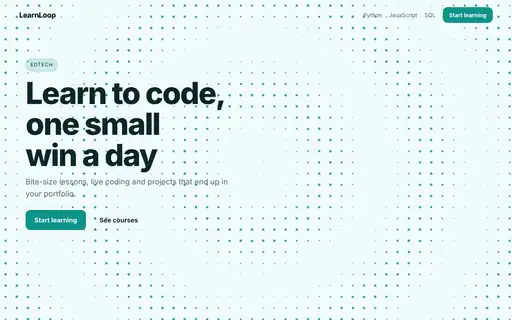 LearnLoop
Python JavaScript SQL Start learning
EDTECH
Learn to code,
one small
win a day
Bite-size lessons, live coding and projects that end up in
your portfolio.
Start learning See courses